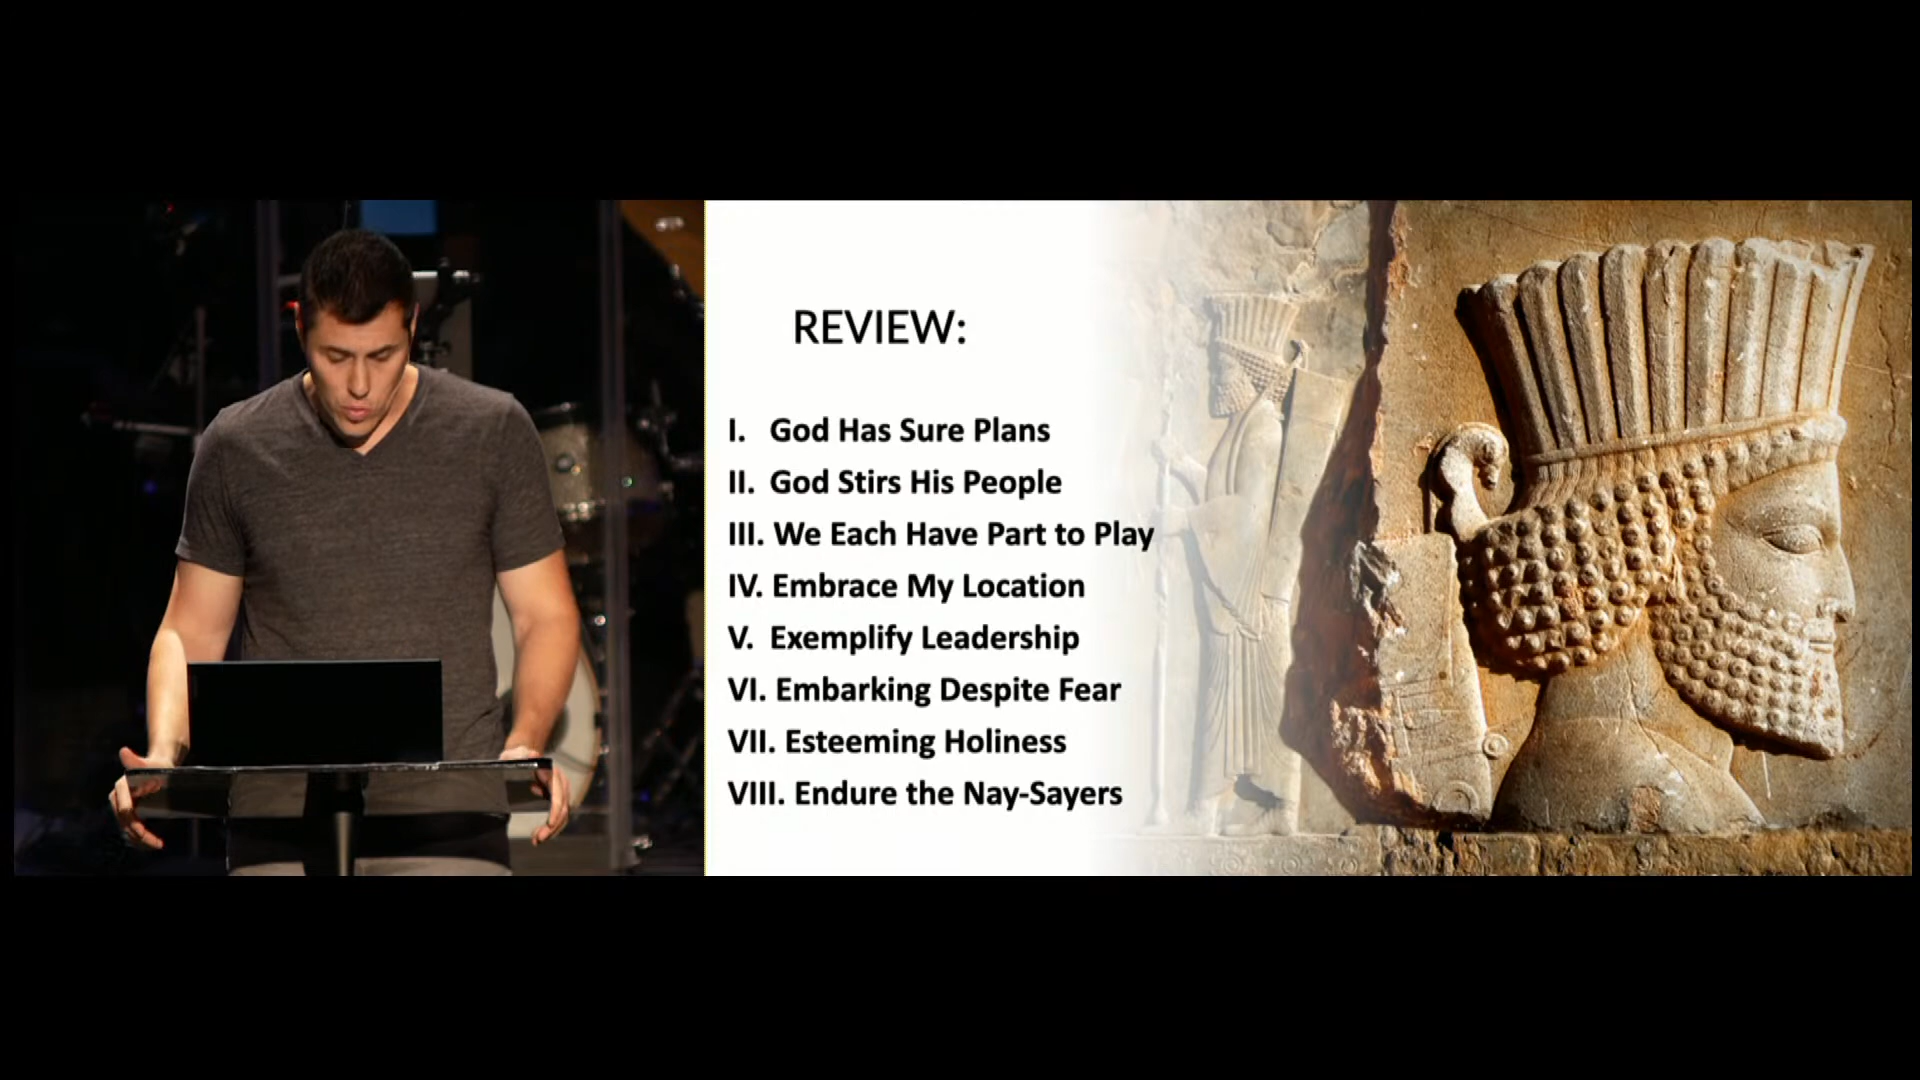 REVIEW:
I. God Has Sure Plans
II. God Stirs His People
III. We Each Have Part to Play
IV. Embrace My Location
V. Exemplify Leadership
VI. Embarking Despite Fear
VII. Esteeming Holiness
VIII. Endure the Nay-Sayers